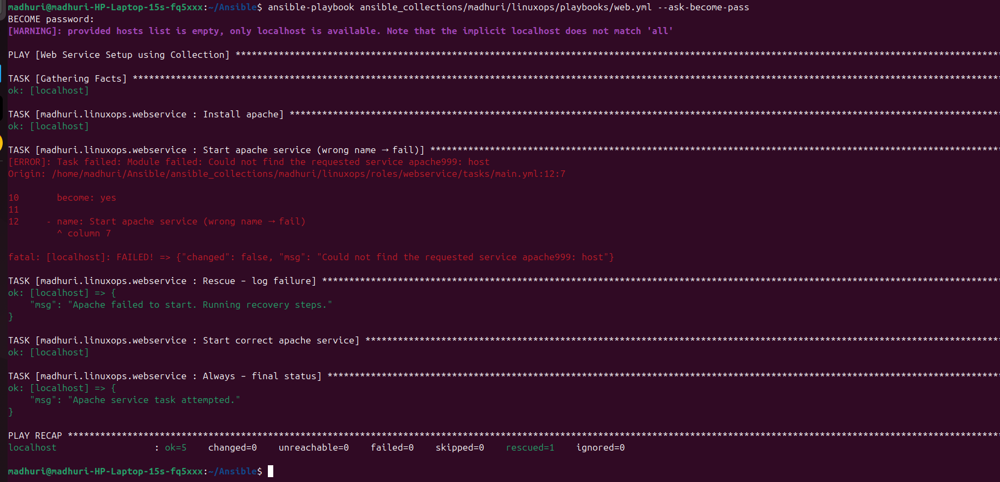 madhuri@madhuri-HP-Laptop-15s-fq5xxx:~/Ansible$ ansible-playbook ansible_collections/madhuri/linuxops/playbooks/web.yml --ask-become-pass
BECOME password:
[WARNING]: provided hosts list is empty, only localhost is available. Note that the implicit localhost does not match 'all'

PLAY [Web Service Setup using Collection] *********************************************************************************************************************************************

TASK [Gathering Facts] ****************************************************************************************************************************************************************
ok: [localhost]

TASK [madhuri.linuxops.webservice : Install apache] ***********************************************************************************************************************************
ok: [localhost]

TASK [madhuri.linuxops.webservice : Start apache service (wrong name → fail)] *********************************************************************************************************
[ERROR]: Task failed: Module failed: Could not find the requested service apache999: host
Origin: /home/madhuri/Ansible/ansible_collections/madhuri/linuxops/roles/webservice/tasks/main.yml:12:7

10       become: yes
11
12     - name: Start apache service (wrong name → fail)
         ^ column 7

fatal: [localhost]: FAILED! => {"changed": false, "msg": "Could not find the requested service apache999: host"}

TASK [madhuri.linuxops.webservice : Rescue – log failure] *****************************************************************************************************************************
ok: [localhost] => {
    "msg": "Apache failed to start. Running recovery steps."
}

TASK [madhuri.linuxops.webservice : Start correct apache service] *********************************************************************************************************************
ok: [localhost]

TASK [madhuri.linuxops.webservice : Always – final status] ****************************************************************************************************************************
ok: [localhost] => {
    "msg": "Apache service task attempted."
}

PLAY RECAP ****************************************************************************************************************************************************************************
localhost                  : ok=5    changed=0    unreachable=0    failed=0    skipped=0    rescued=1    ignored=0

madhuri@madhuri-HP-Laptop-15s-fq5xxx:~/Ansible$